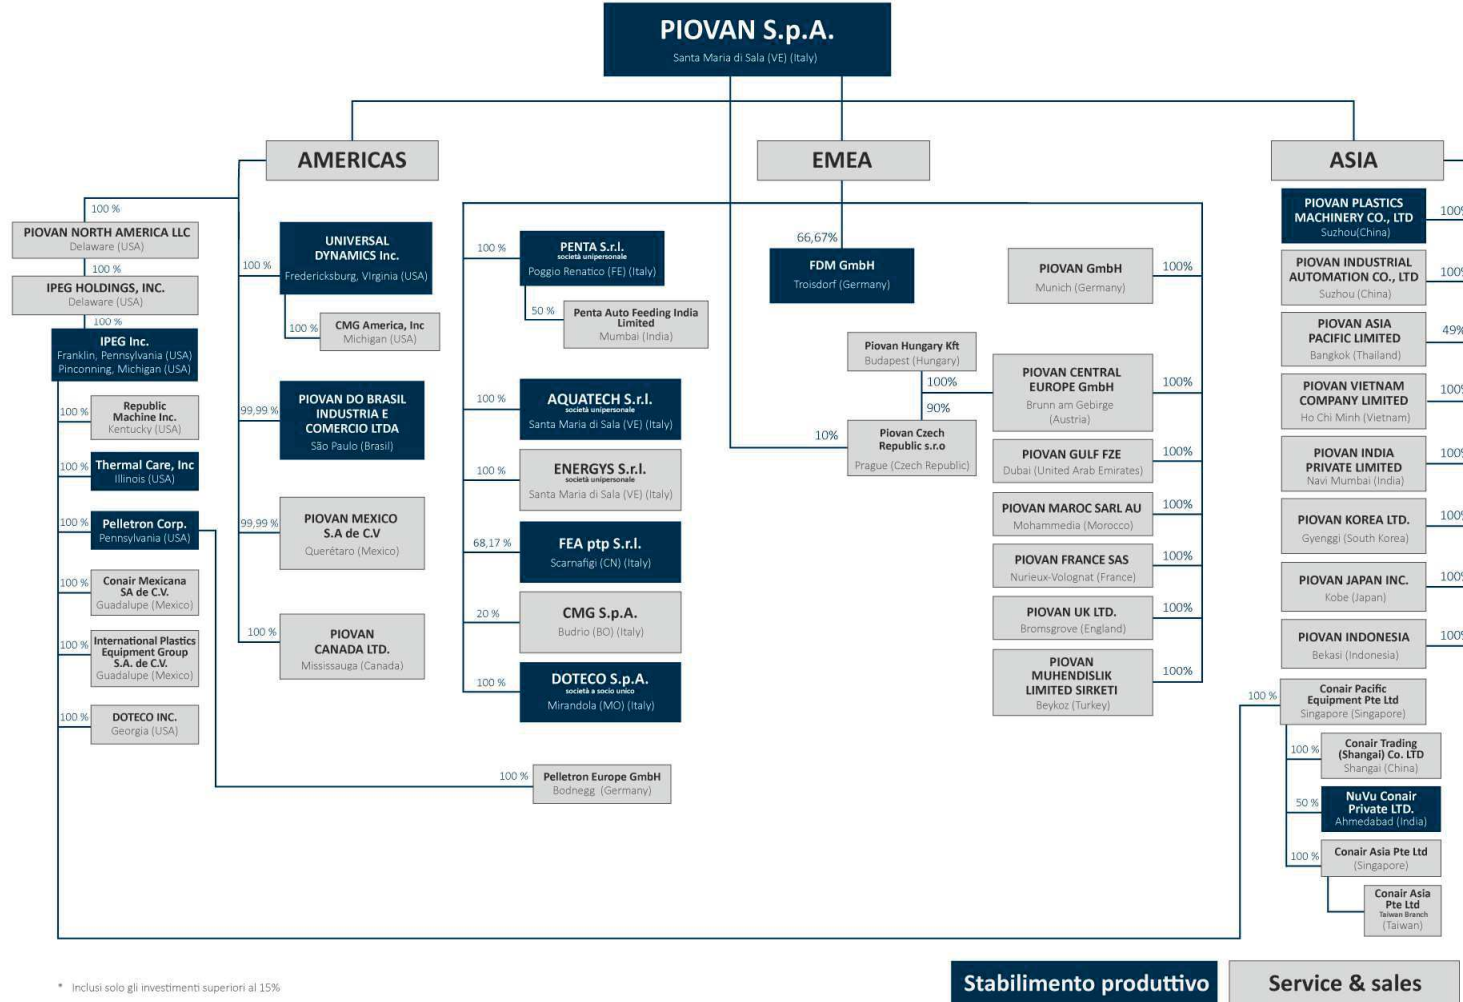 PIOVAN S.p.A.
Santa Maria di Sala (VE) (Italy)
AMERICAS
EMEA
ASIA
100 %
PIOVAN NORTH AMERICA LLC
Delaware (USA)
100 %
IPEG HOLDINGS, INC.
Delaware (USA)
100 %
IPEG Inc.
Franklin, Pennsylvania (USA)
Pinconning, Michigan (USA)
100 %
Republic
Machine Inc.
Kentucky (USA)
100 %
Thermal Care, Inc
Illinois (USA)
100 %
Pelletron Corp.
Pennsylvania (USA)
100 %
Conair Mexicana
SA de C.V.
Guadalupe (Mexico)
100 %
International Plastics
Equipment Group
S.A. de C.V.
Guadalupe (Mexico)
100 %
DOTECO INC.
Georgia (USA)
100 %
UNIVERSAL
DYNAMICS Inc.
Fredericksburg, VIrginia (USA)
100 %
CMG America, Inc
Michigan (USA)
99,99 %
PIOVAN DO BRASIL
INDUSTRIA E
COMERCIO LTDA
São Paulo (Brasil)
99,99 %
PIOVAN MEXICO
S.A de C.V
Querétaro (Mexico)
100 %
PIOVAN
CANADA LTD.
Mississauga (Canada)
100 %
PENTA S.r.l.
società unipersonale
Poggio Renatico (FE) (Italy)
50 %
Penta Auto Feeding India
Limited
Mumbai (India)
100 %
AQUATECH S.r.l.
società unipersonale
Santa Maria di Sala (VE) (Italy)
100 %
ENERGYS S.r.l.
società unipersonale
Santa Maria di Sala (VE) (Italy)
68,17 %
FEA ptp S.r.l.
Scarnafigi (CN) (Italy)
20 %
CMG S.p.A.
Budrio (BO) (Italy)
100 %
DOTECO S.p.A.
società a socio unico
Mirandola (MO) (Italy)
100 %
Pelletron Europe GmbH
Bodnegg (Germany)
66,67%
FDM GmbH
Troisdorf (Germany)
Piovan Hungary Kft
Budapest (Hungary)
100%
90%
10%
Piovan Czech
Republic s.r.o
Prague (Czech Republic)
PIOVAN GmbH
Munich (Germany)
100%
PIOVAN CENTRAL
EUROPE GmbH
Brunn am Gebirge
(Austria)
100%
PIOVAN GULF FZE
Dubai (United Arab Emirates)
100%
PIOVAN MAROC SARL AU
Mohammedia (Morocco)
100%
PIOVAN FRANCE SAS
Nurieux-Volognat (France)
100%
PIOVAN UK LTD.
Bromsgrove (England)
100%
PIOVAN
MUHENDISLIK
LIMITED SIRKETI
Beykoz (Turkey)
100%
PIOVAN PLASTICS
MACHINERY CO., LTD
Suzhou(China)
100%
PIOVAN INDUSTRIAL
AUTOMATION CO., LTD
Suzhou (China)
100%
PIOVAN ASIA
PACIFIC LIMITED
Bangkok (Thailand)
49%
PIOVAN VIETNAM
COMPANY LIMITED
Ho Chi Minh (Vietnam)
100%
PIOVAN INDIA
PRIVATE LIMITED
Navi Mumbai (India)
100%
PIOVAN KOREA LTD.
Gyenggi (South Korea)
100%
PIOVAN JAPAN INC.
Kobe (Japan)
100%
PIOVAN INDONESIA
Bekasi (Indonesia)
100%
100 %
Conair Pacific
Equipment Pte Ltd
Singapore (Singapore)
100 %
Conair Trading
(Shangai) Co. LTD
Shangai (China)
50 %
NuVu Conair
Private LTD.
Ahmedabad (India)
100 %
Conair Asia Pte Ltd
(Singapore)
Conair Asia
Pte Ltd
Taiwan Branch
(Taiwan)
* Inclusi solo gli investimenti superiori al 15%
Stabilimento produttivo
Service & sales